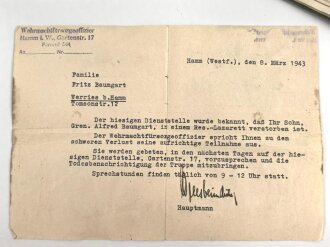 Wehrmachtfürsorgeoffizier
Hamm i.W., Gartenstr. 17
Hamm (Westf.), den 8. März 1943
Familie
Fritz Baumgart
Werries b.Hamm
Tomsonstr.12
Der hiesigen Dienststelle wurde bekannt, daß Ihr Sohn,
Gren. Alfred Baumgart, in einem Res.-Lazarett verstorben ist.
Der Wehrmachtfürsorgeoffizier spricht Ihnen zu dem
schweren Verlust seine aufrichtige Teilnahme aus.
Sie werden gebeten, in den nächsten Tagen auf der hie-
sigen Dienststelle, Gartenstr. 17, vorzusprechen und die
Todesbenachrichtigung der Truppe mitzubringen.
Sprechstunden finden täglich von 9 - 12 Uhr statt.
Hauptmann